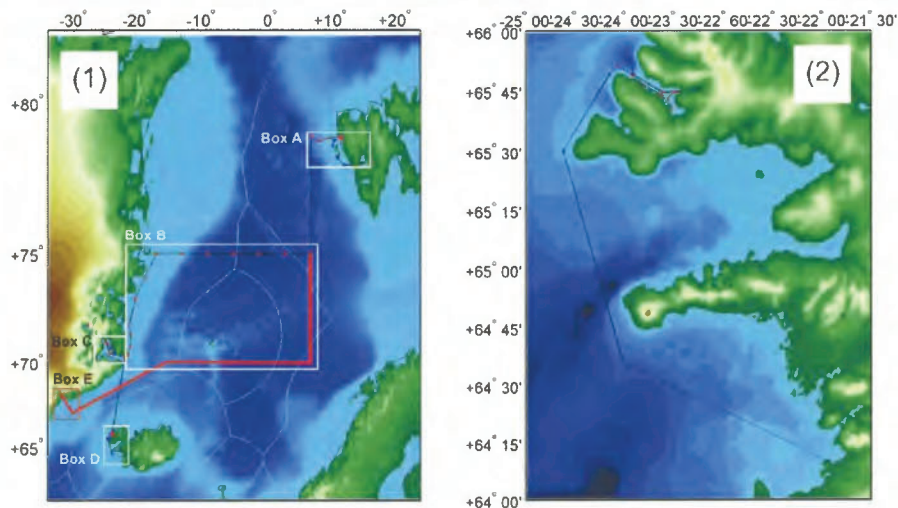 -30° -20° -10° 0° +10° +20°
(1)
+80°
+75°
+70°
+65°
Box A
Box B
Box C
Box E
Box D
-25° 00-24° 30-24° 00-23° 30-22° 60-22° 30-22° 00-21° 30'
(2)
+66° 00'
+65° 45'
+65° 30'
+65° 15'
+65° 00'
+64° 45'
+64° 30'
+64° 15'
+64° 00'